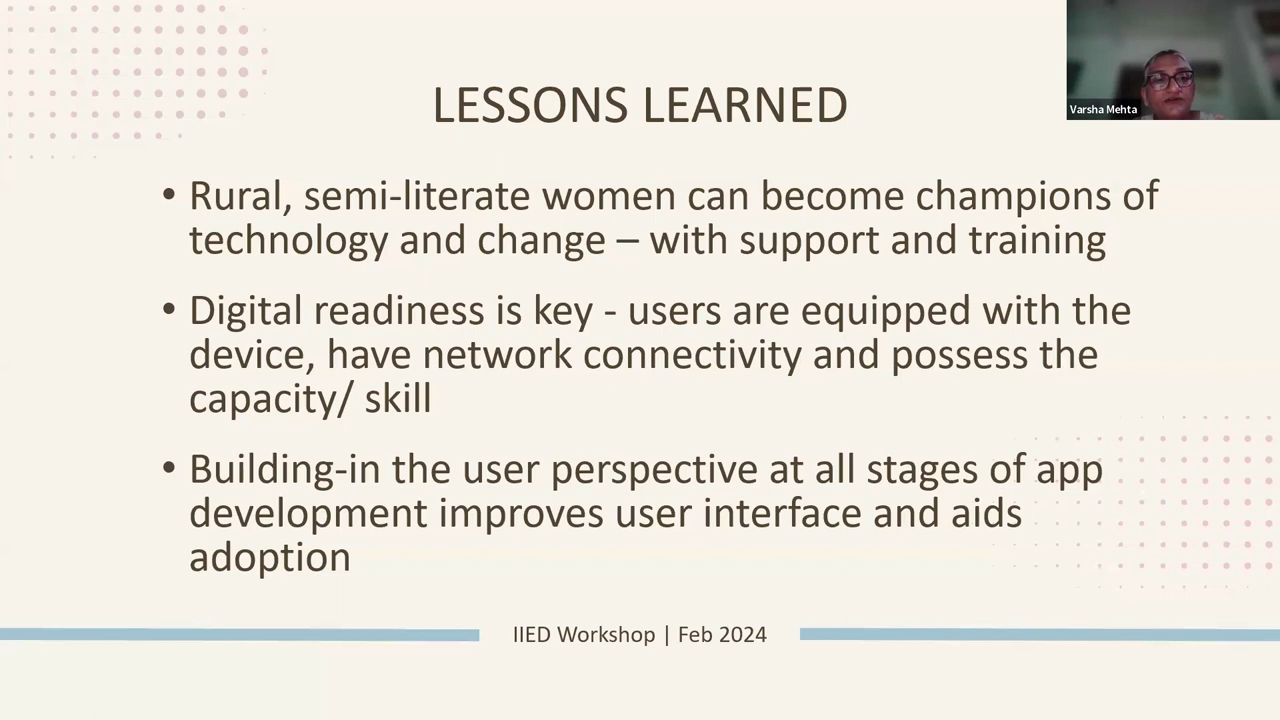 Varsha Mehta
LESSONS LEARNED
• Rural, semi-literate women can become champions of
technology and change – with support and training
• Digital readiness is key - users are equipped with the
device, have network connectivity and possess the
capacity/ skill
• Building-in the user perspective at all stages of app
development improves user interface and aids
adoption
IIED Workshop | Feb 2024